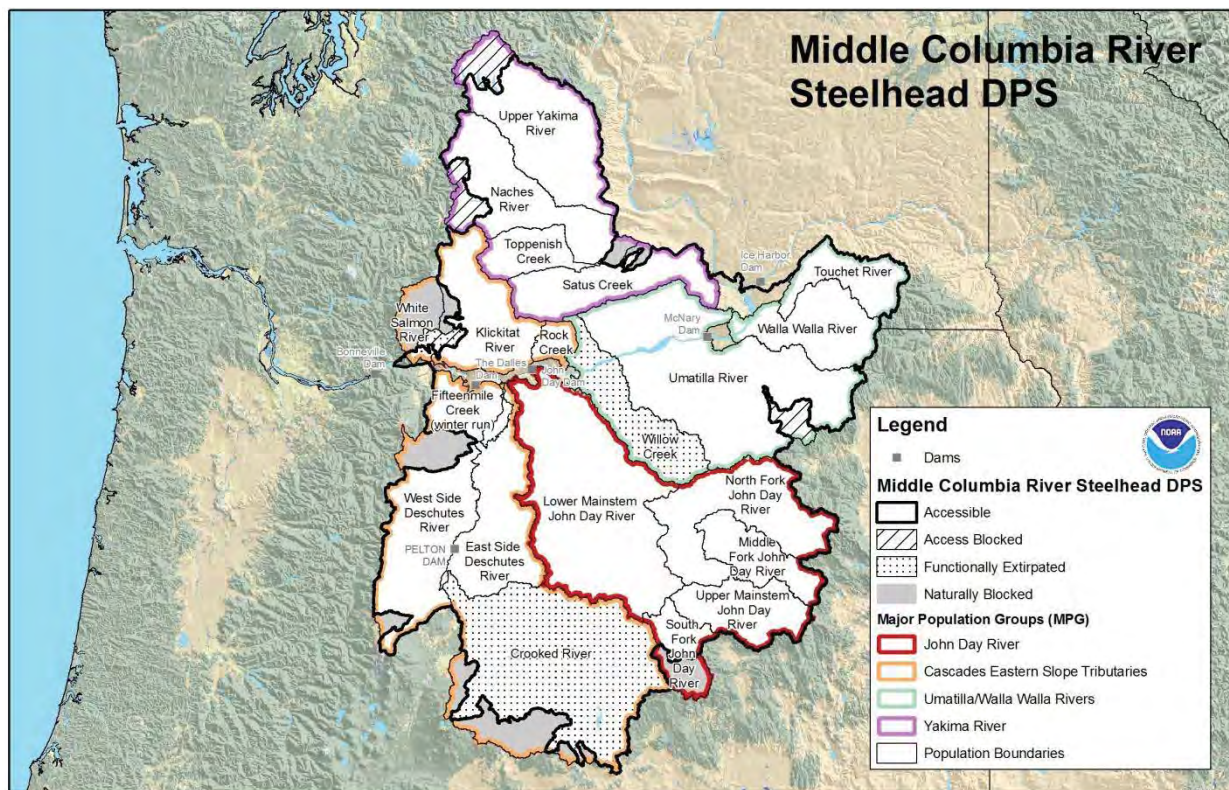 Middle Columbia River
Steelhead DPS
Upper Yakima
River
Naches
River
Toppenish
Creek
Satus Creek
Ice Harbor
Dam
Touchet River
McNary
Dam
Walla Walla River
White
Salmon
River
Klickitat
River
Rock
Creek
Bonneville
Dam
The Dalles
Dam
John
Day Dam
Umatilla River
Fifteenmile
Creek
(winter run)
Willow
Creek
West Side
Deschutes
River
Lower Mainstem
John Day River
North Fork
John Day
River
PELTON
DAM
East Side
Deschutes
River
Middle
Fork John
Day River
Upper Mainstem
John Day
River
South
Fork
John
Day
River
Crooked River
Legend
NOAA
Dams
Middle Columbia River Steelhead DPS
Accessible
Access Blocked
Functionally Extirpated
Naturally Blocked
Major Population Groups (MPG)
John Day River
Cascades Eastern Slope Tributaries
Umatilla/Walla Walla Rivers
Yakima River
Population Boundaries